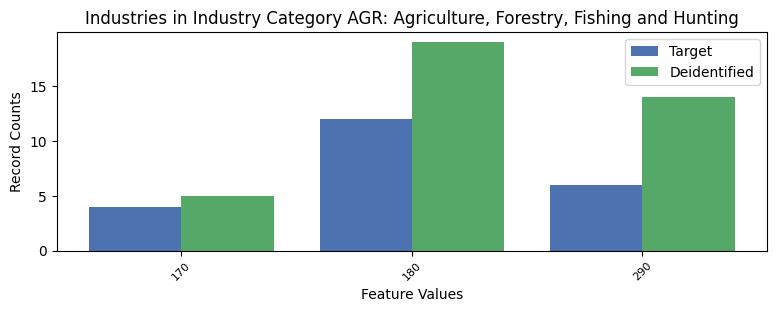 Industries in Industry Category AGR: Agriculture, Forestry, Fishing and Hunting
Target
Deidentified
Record Counts
15
10
5
0
170
180
290
Feature Values